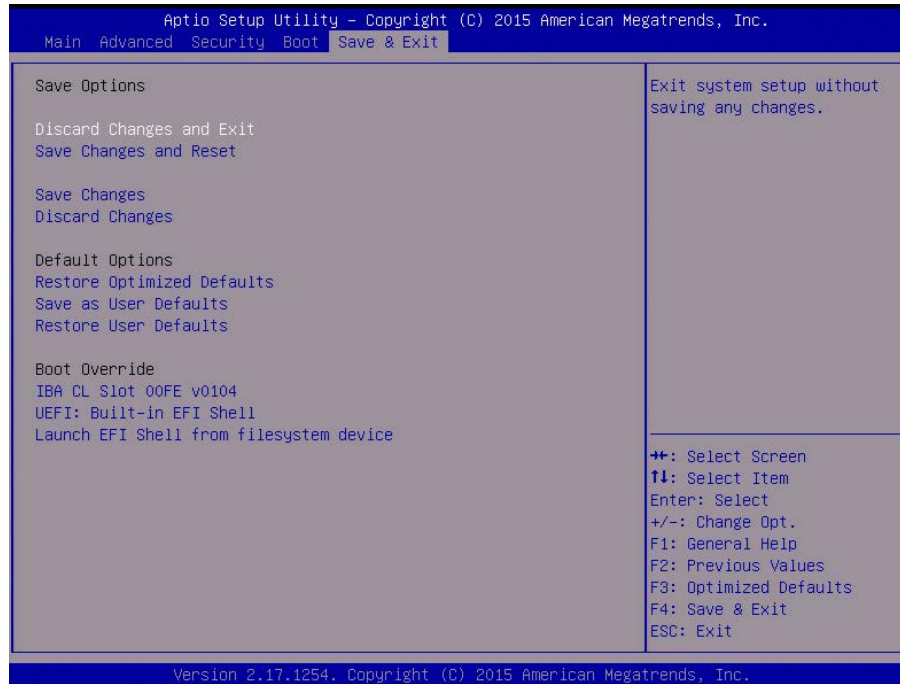 Aptio Setup Utility – Copyright (C) 2015 American Megatrends, Inc.
Main Advanced Security Boot Save & Exit
Save Options
Discard Changes and Exit
Save Changes and Reset
Save Changes
Discard Changes
Default Options
Restore Optimized Defaults
Save as User Defaults
Restore User Defaults
Boot Override
IBA CL Slot 00FE v0104
UEFI: Built-in EFI Shell
Launch EFI Shell from filesystem device
Exit system setup without
saving any changes.
→←: Select Screen
↑↓: Select Item
Enter: Select
+/-: Change Opt.
F1: General Help
F2: Previous Values
F3: Optimized Defaults
F4: Save & Exit
ESC: Exit
Version 2.17.1254. Copyright (C) 2015 American Megatrends, Inc.